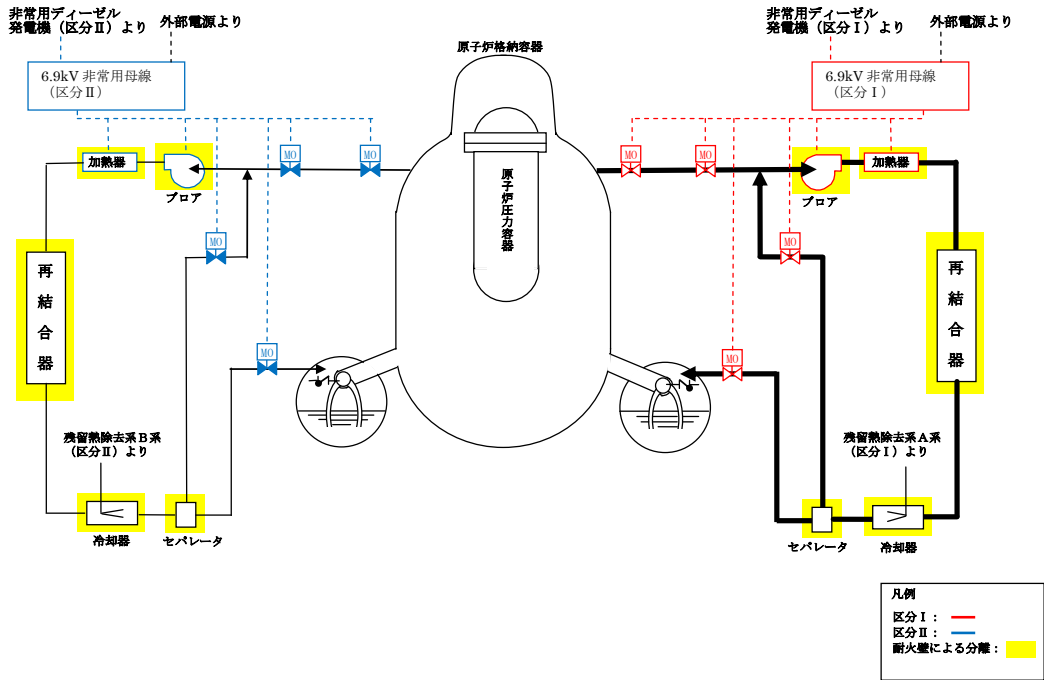 非常用ディーゼル
発電機（区分Ⅱ）より
外部電源より
6.9kV 非常用母線
（区分Ⅱ）
加熱器
ブロア
MO
MO
MO
MO
再結合器
残留熱除去系B系
（区分Ⅱ）より
冷却器
セパレータ
原子炉格納容器
原子炉圧力容器
非常用ディーゼル
発電機（区分Ⅰ）より
外部電源より
6.9kV 非常用母線
（区分Ⅰ）
MO
MO
ブロア
加熱器
MO
MO
再結合器
残留熱除去系A系
（区分Ⅰ）より
セパレータ
冷却器
凡例
区分Ⅰ：
区分Ⅱ：
耐火壁による分離：